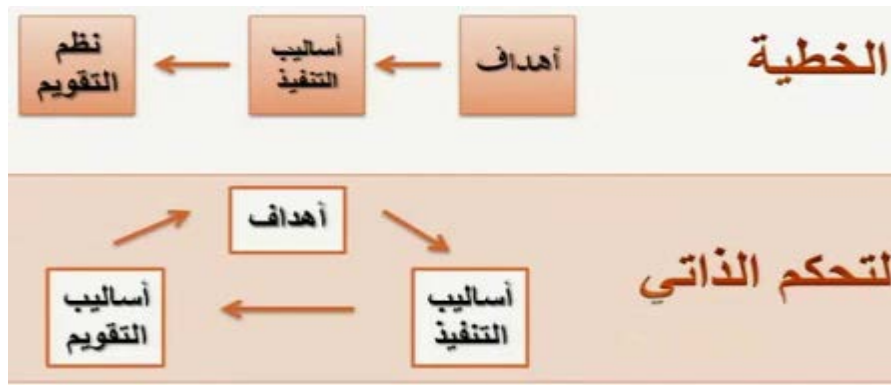 الخطية
أهداف
أساليب
التنفيذ
نظم
التقويم
لتحكم الذاتي
أهداف
أساليب
التنفيذ
أساليب
التقويم